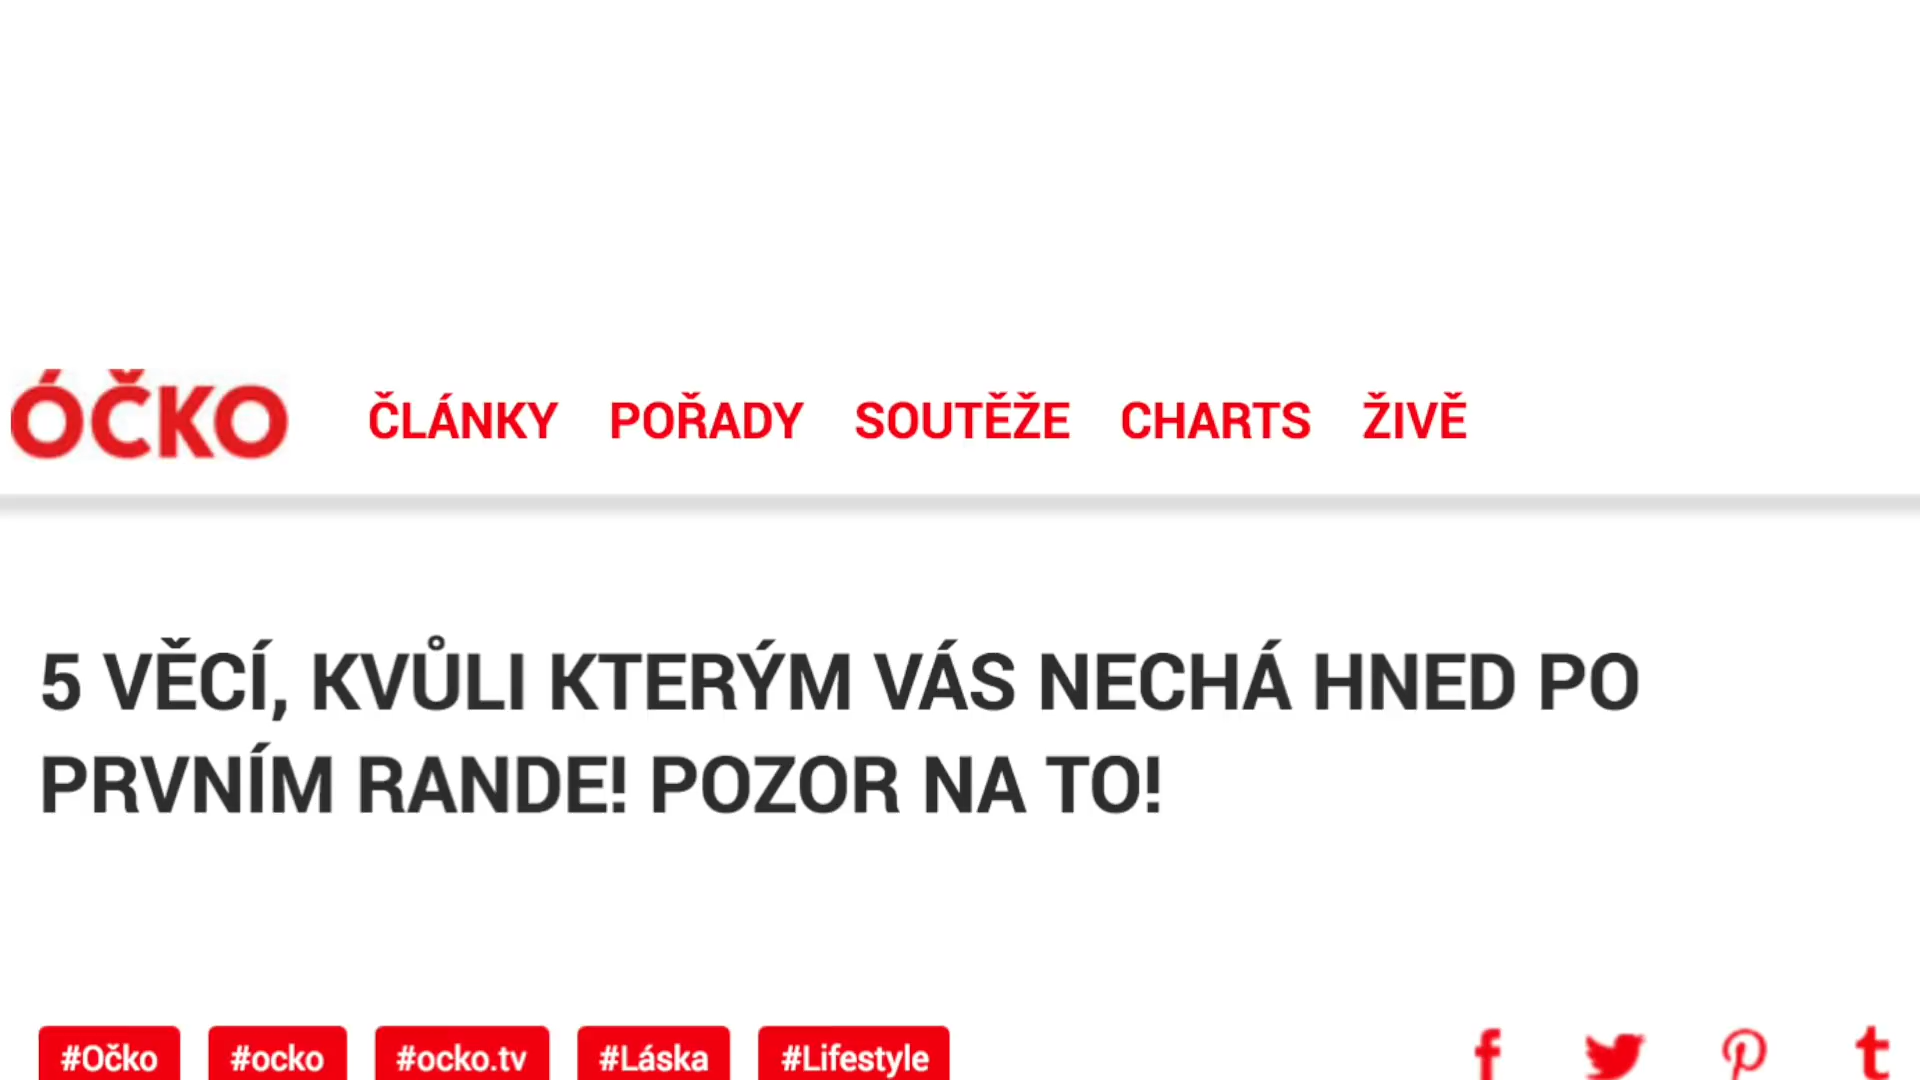 ÓČKO ČLÁNKY POŘADY SOUTĚŽE CHARTS ŽIVĚ
5 VĚCÍ, KVŮLI KTERÝM VÁS NECHÁ HNED PO
PRVNÍM RANDE! POZOR NA TO!
#Očko #ocko #ocko.tv #Láska #Lifestyle